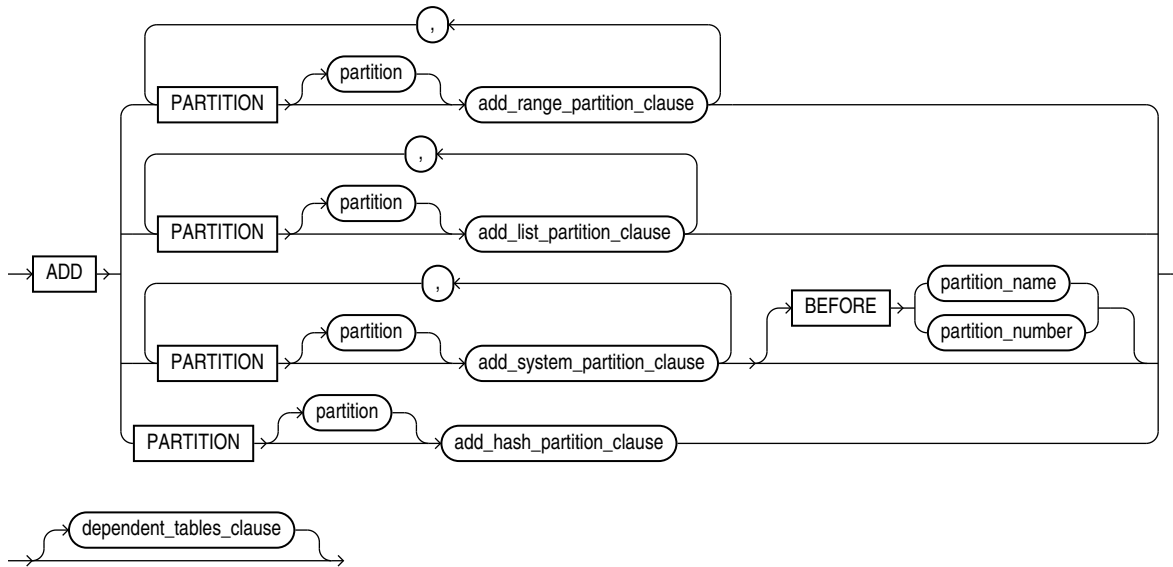 ,
partition
PARTITION add_range_partition_clause
,
partition
PARTITION add_list_partition_clause
ADD
,
partition_name
BEFORE
partition
partition_number
PARTITION add_system_partition_clause
partition
PARTITION add_hash_partition_clause
dependent_tables_clause